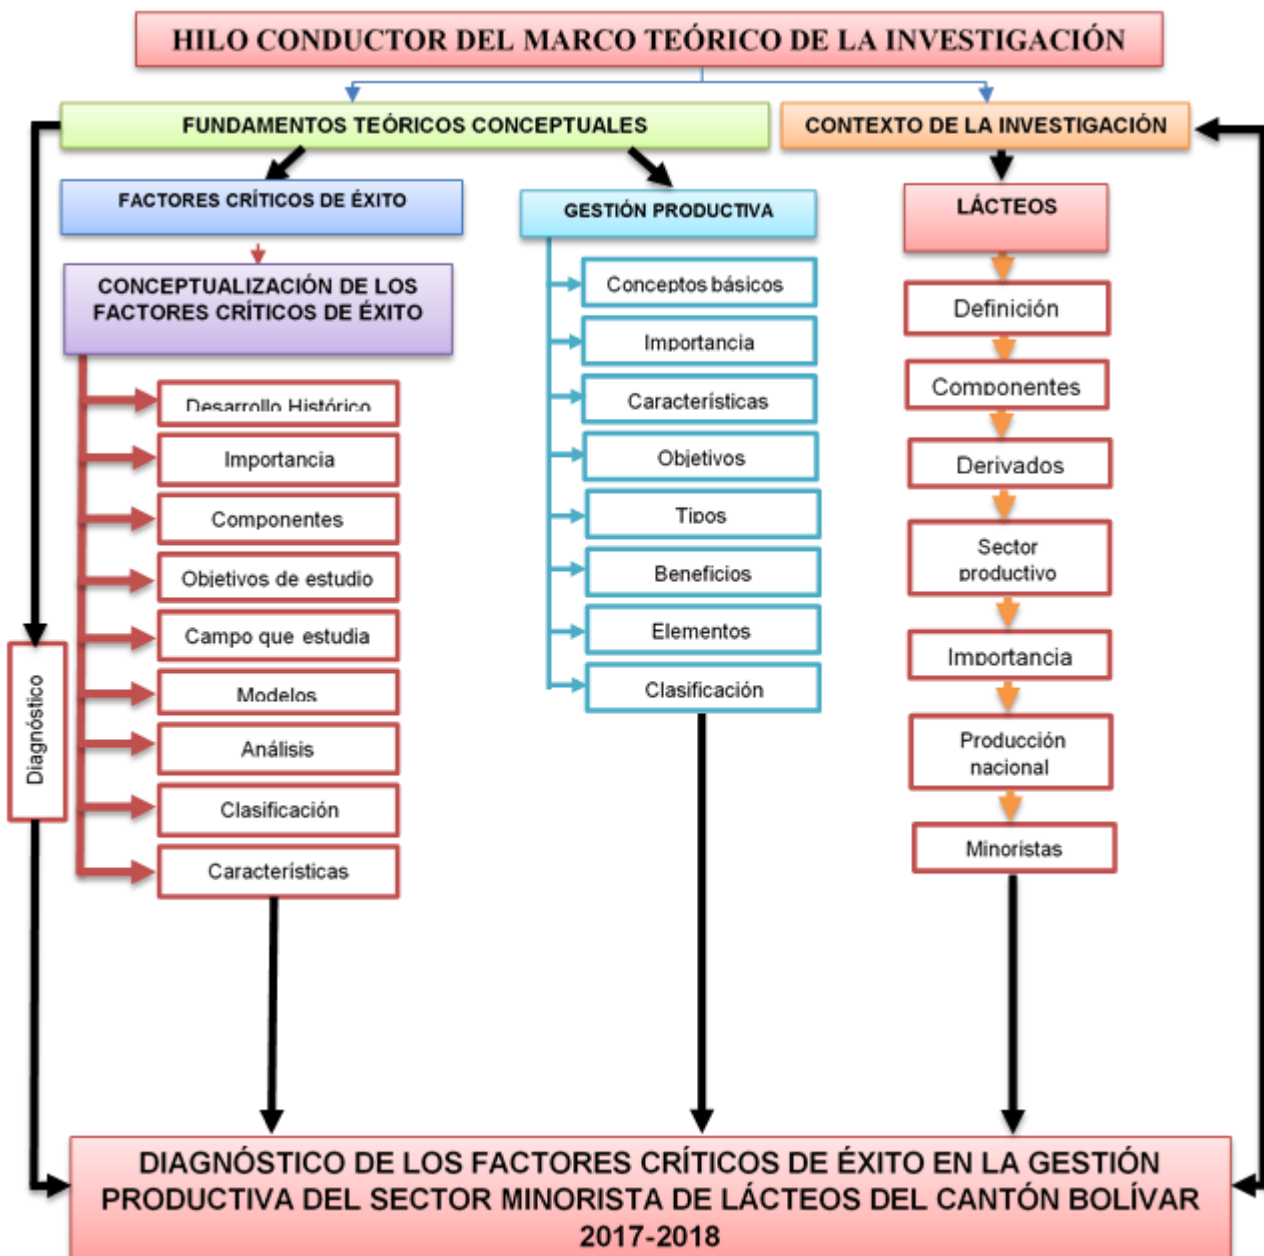 HILO CONDUCTOR DEL MARCO TEÓRICO DE LA INVESTIGACIÓN
FUNDAMENTOS TEÓRICOS CONCEPTUALES
CONTEXTO DE LA INVESTIGACIÓN
FACTORES CRÍTICOS DE ÉXITO
CONCEPTUALIZACIÓN DE LOS
FACTORES CRÍTICOS DE ÉXITO
Desarrollo Histórico
Importancia
Componentes
Objetivos de estudio
Campo que estudia
Modelos
Análisis
Clasificación
Características
GESTIÓN PRODUCTIVA
Conceptos básicos
Importancia
Características
Objetivos
Tipos
Beneficios
Elementos
Clasificación
LÁCTEOS
Definición
Componentes
Derivados
Sector
productivo
Importancia
Producción
nacional
Minoristas
Diagnóstico
DIAGNÓSTICO DE LOS FACTORES CRÍTICOS DE ÉXITO EN LA GESTIÓN
PRODUCTIVA DEL SECTOR MINORISTA DE LÁCTEOS DEL CANTÓN BOLÍVAR
2017-2018